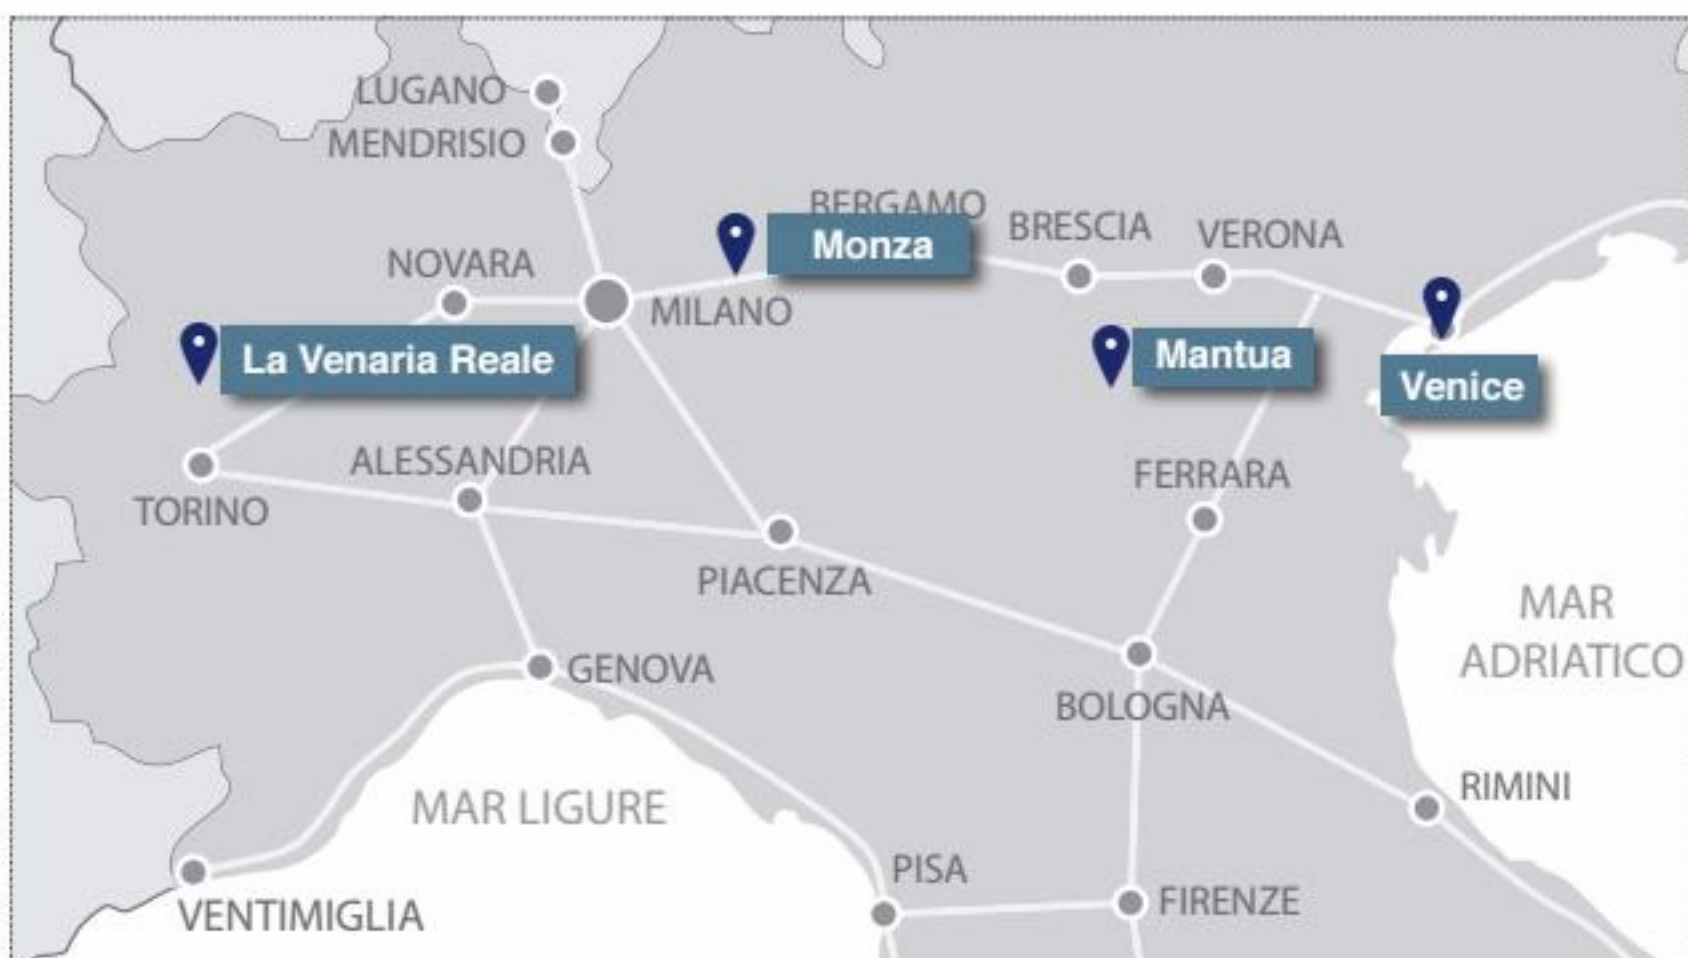 LUGANO
MENDRISIO
BERGAMO
Monza
BRESCIA
VERONA
NOVARA
MILANO
La Venaria Reale
Mantua
Venice
ALESSANDRIA
FERRARA
TORINO
PIACENZA
MAR
ADRIATICO
GENOVA
BOLOGNA
RIMINI
MAR LIGURE
PISA
FIRENZE
VENTIMIGLIA